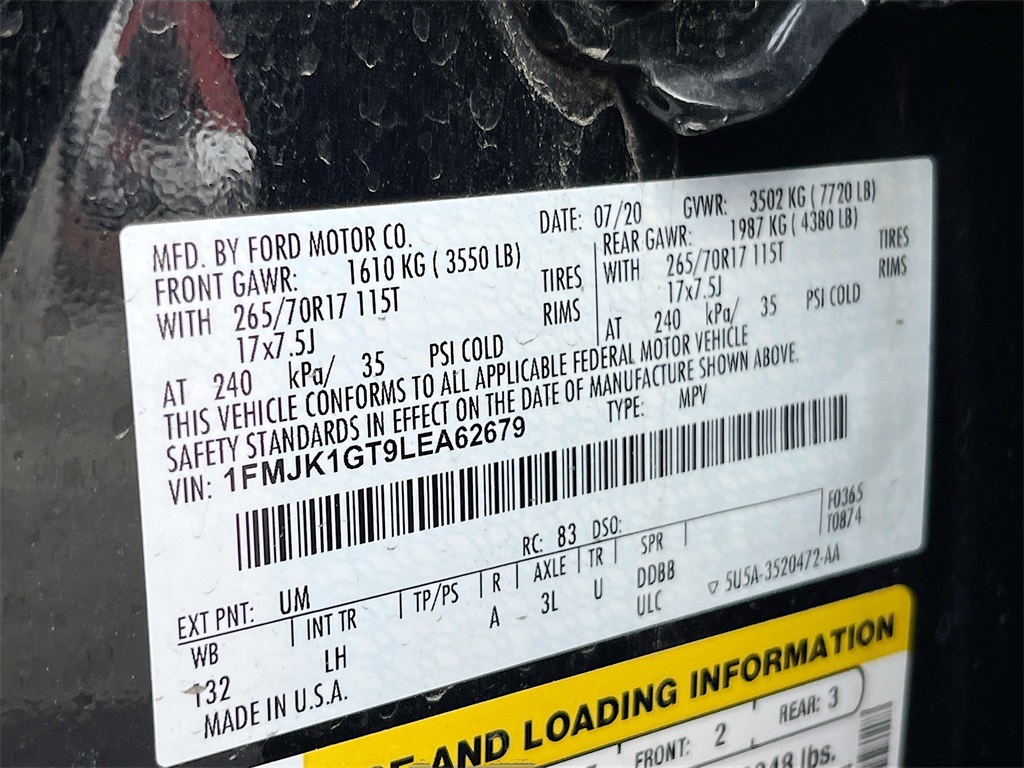 MFD. BY FORD MOTOR CO.
DATE: 07/20 GVWR: 3502 KG ( 7720 LB)
FRONT GAWR: 1610 KG ( 3550 LB)
REAR GAWR: 1987 KG ( 4380 LB)
WITH 265/70R17 115T TIRES
WITH 265/70R17 115T TIRES
17x7.5J RIMS
17x7.5J RIMS
AT 240 kPa/ 35 PSI COLD
AT 240 kPa/ 35 PSI COLD
THIS VEHICLE CONFORMS TO ALL APPLICABLE FEDERAL MOTOR VEHICLE
SAFETY STANDARDS IN EFFECT ON THE DATE OF MANUFACTURE SHOWN ABOVE.
VIN: 1FMJK1GT9LEA62679 TYPE: MPV
F0365
T0874
EXT PNT: UM RC: 83 DSO:
WB INT TR TP/PS R AXLE TR SPR
132 LH A 3L U DDBB
ULC
▽ 5U5A-3520472-AA
MADE IN U.S.A.
AND LOADING INFORMATION
FRONT: 2 REAR: 3
lbs.